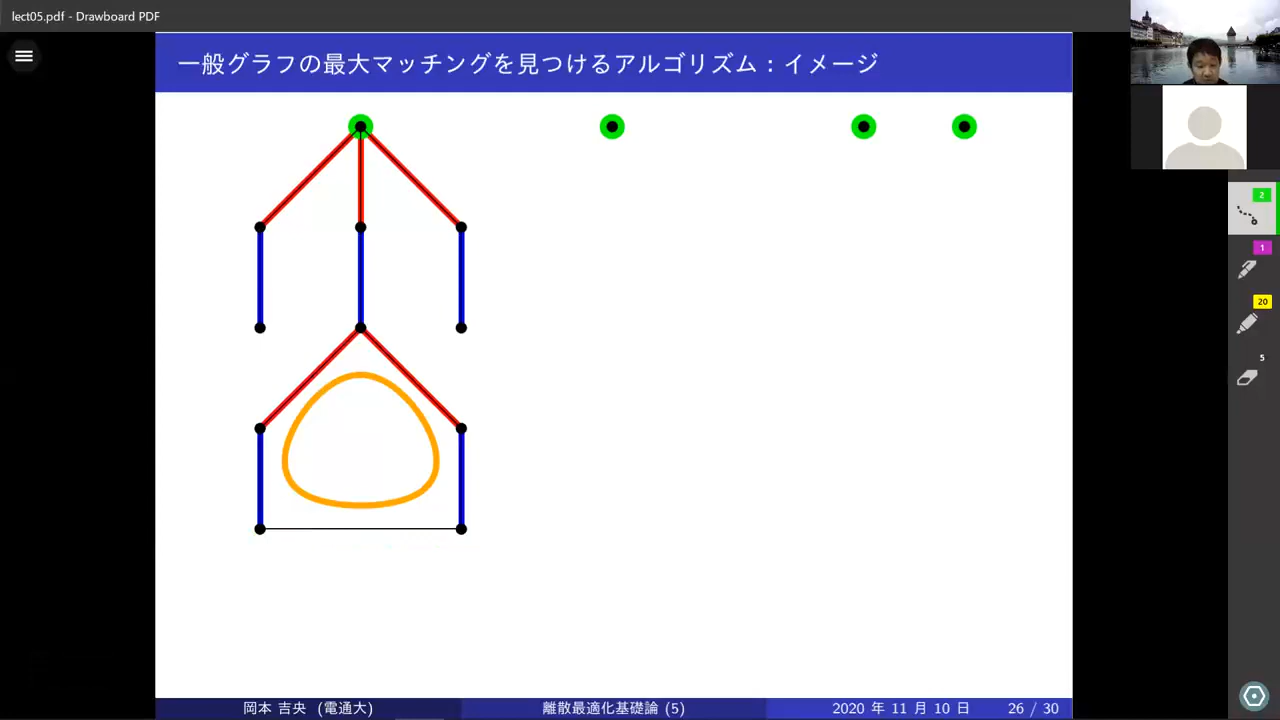 lect05.pdf - Drawboard PDF
一般グラフの最大マッチングを見つけるアルゴリズム：イメージ
2
1
20
5
岡本 吉央 (電通大)
離散最適化基礎論 (5)
2020 年 11 月 10 日
26 / 30